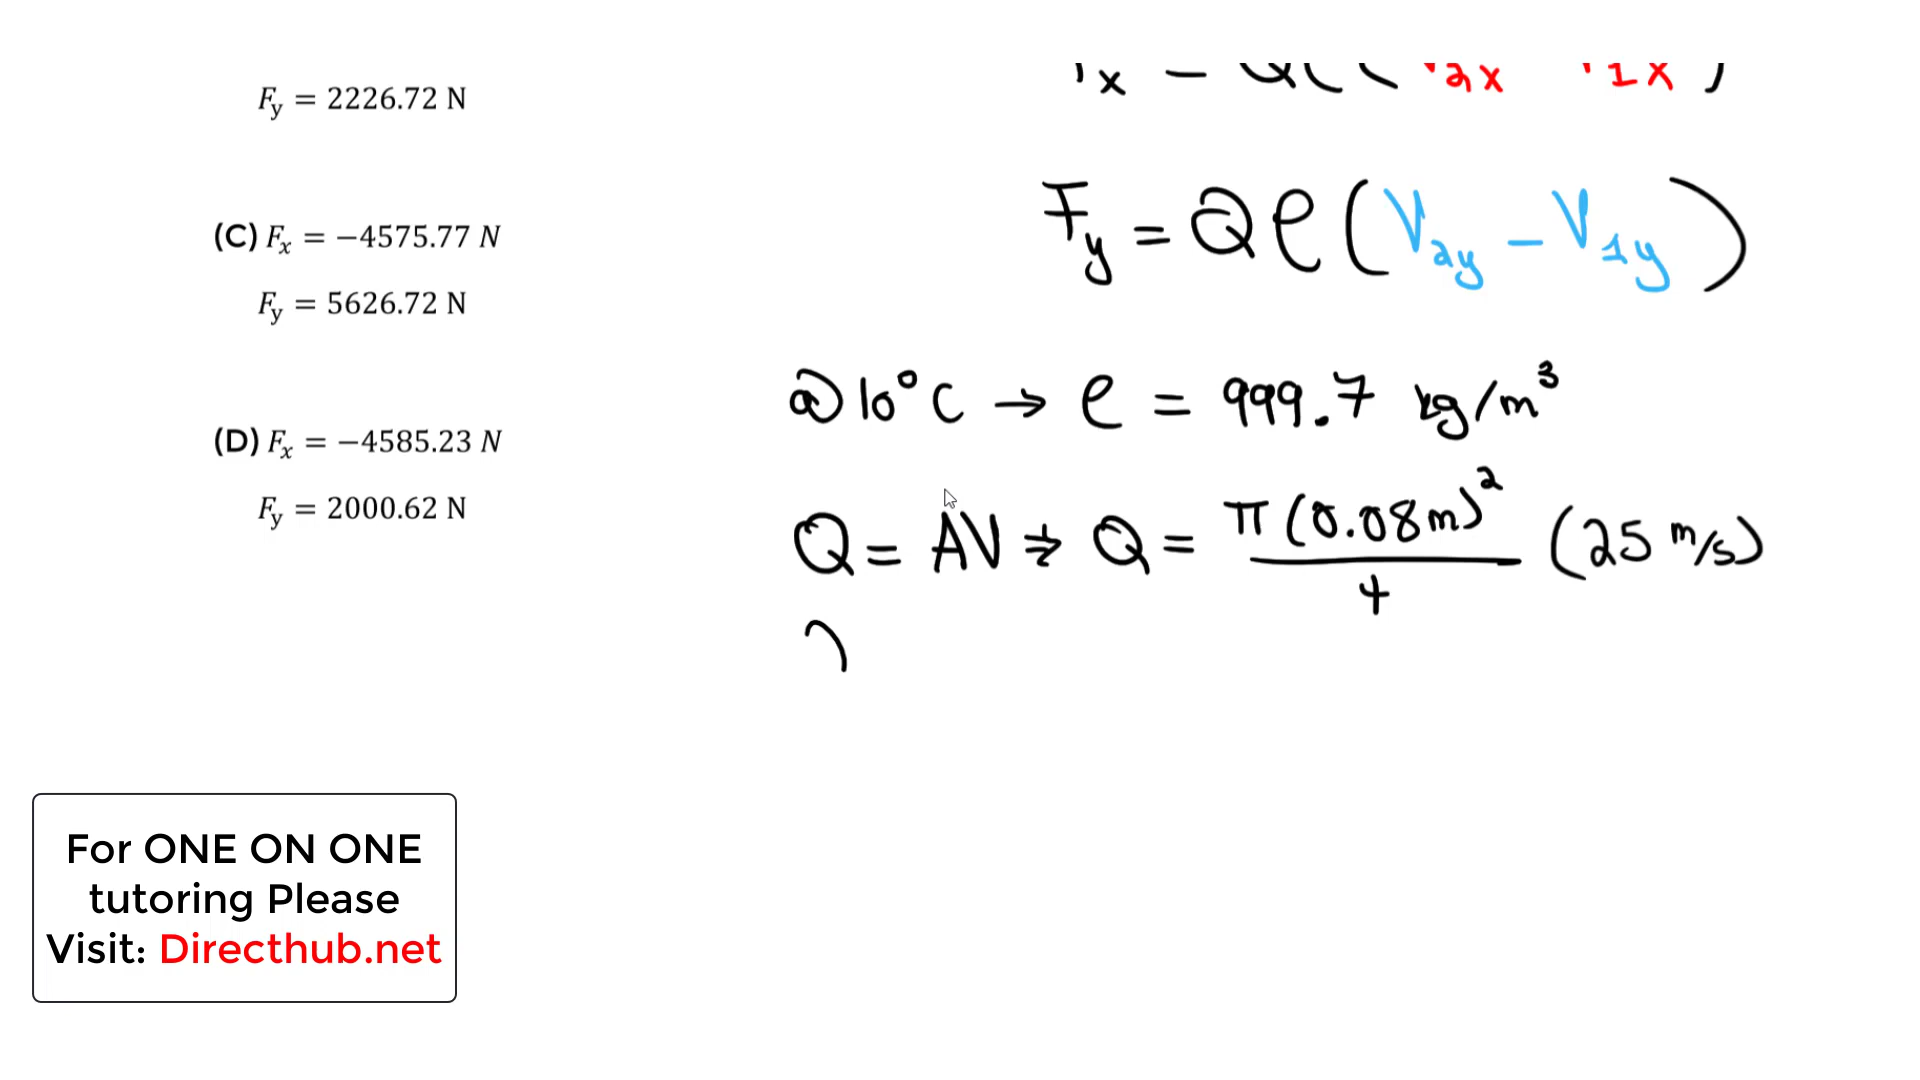 F_y = 2226.72 N
(C) F_x = −4575.77 N
F_y = 5626.72 N
(D) F_x = −4585.23 N
F_y = 2000.62 N
For ONE ON ONE
tutoring Please
Visit: Directhub.net
F_y = Qρ(V_2y − V_1y)
@10°C → ρ = 999.7 kg/m³
Q = AV ⇒ Q = π(0.08m)²/4 (25 m/s)